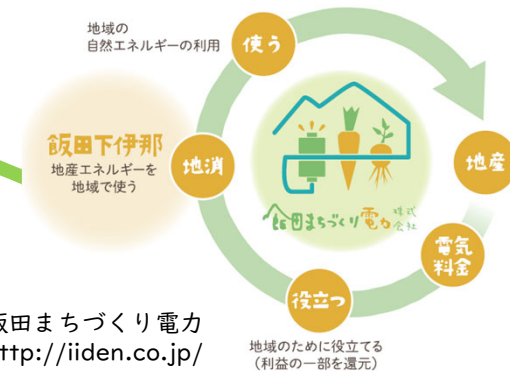 地域の
自然エネルギーの利用
使う
飯田下伊那
地産エネルギーを
地域で使う
地消
地産
飯田まちづくり電力 株式
会社
電気
料金
役立つ
飯田まちづくり電力
ttp://iiden.co.jp/
地域のために役立てる
（利益の一部を還元）